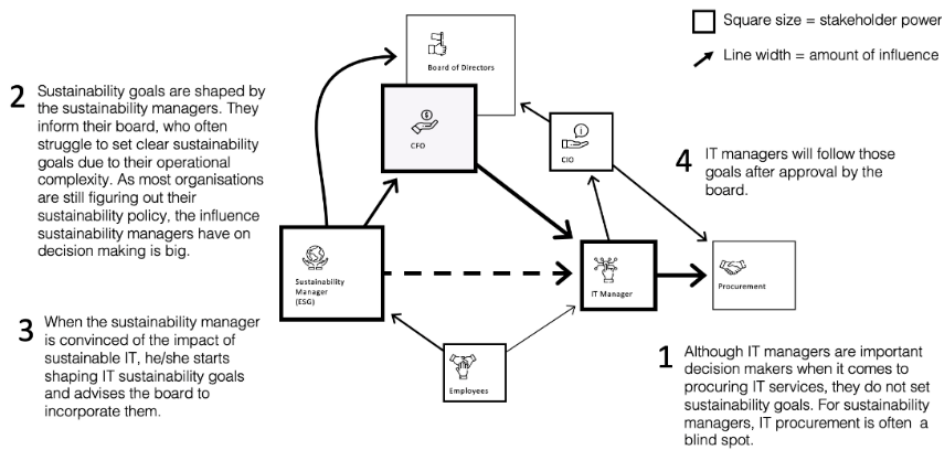 Square size = stakeholder power
Line width = amount of influence
Board of Directors
CFO
CIO
2
Sustainability goals are shaped by
the sustainability managers. They
inform their board, who often
struggle to set clear sustainability
goals due to their operational
complexity. As most organisations
are still figuring out their
sustainability policy, the influence
sustainability managers have on
decision making is big.
4
IT managers will follow those
goals after approval by the
board.
Sustainability
Manager
(ESG)
IT Manager
Procurement
3
When the sustainability manager
is convinced of the impact of
sustainable IT, he/she starts
shaping IT sustainability goals
and advises the board to
incorporate them.
Employees
1
Although IT managers are important
decision makers when it comes to
procuring IT services, they do not set
sustainability goals. For sustainability
managers, IT procurement is often a
blind spot.